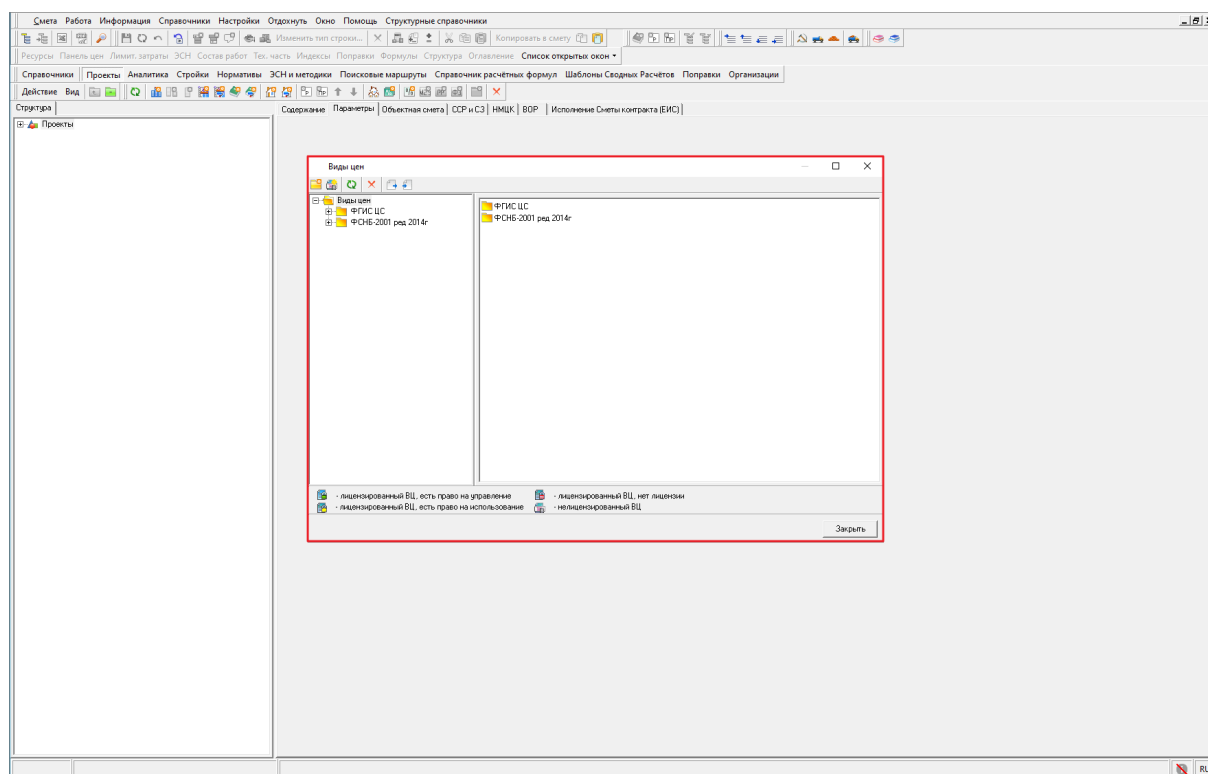 Смета Работа Информация Справочники Настройки Отдохнуть Окно Помощь Структурные справочники
Изменить тип строки... Копировать в смету
Ресурсы Панель цен Лимит. затраты ЭСН Состав работ Тех. часть Индексы Поправки Формулы Структура Оглавление Список открытых окон
Справочники Проекты Аналитика Стройки Нормативы ЭСН и методики Поисковые маршруты Справочник расчётных формул Шаблоны Сводных Расчётов Поправки Организации
Действие Вид
Структура Содержание Параметры Объектная смета ССР и СЗ НМЦК ВОР Исполнение Сметы контракта (ЕИС)
Проекты
Виды цен
Виды цен
ФГИС ЦС
ФСНБ-2001 ред 2014г
ФГИС ЦС
ФСНБ-2001 ред 2014г
- лицензированный ВЦ, есть право на управление - лицензированный ВЦ, нет лицензии
- лицензированный ВЦ, есть право на использование - нелицензированный ВЦ
Закрыть
RU